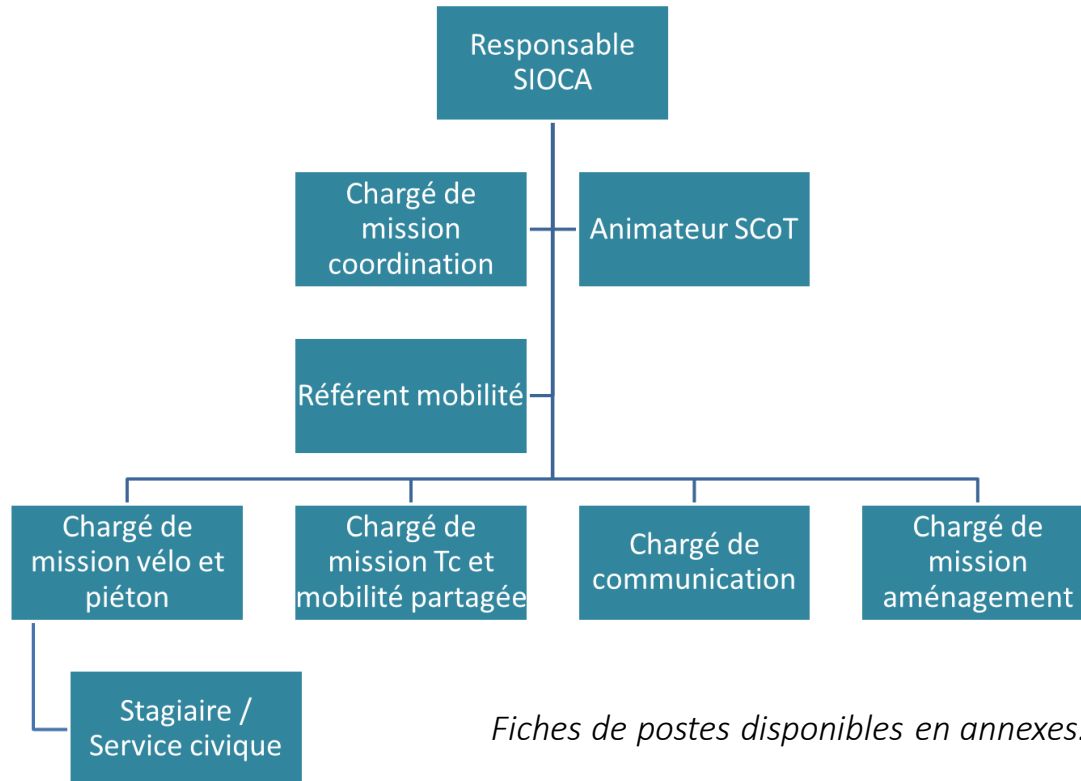 Responsable
SIOCA
Chargé de
mission
coordination
Animateur SCoT
Référent mobilité
Chargé de
mission vélo et
piéton
Chargé de
mission Tc et
mobilité partagée
Chargé de
communication
Chargé de
mission
aménagement
Stagiaire /
Service civique
Fiches de postes disponibles en annexes.